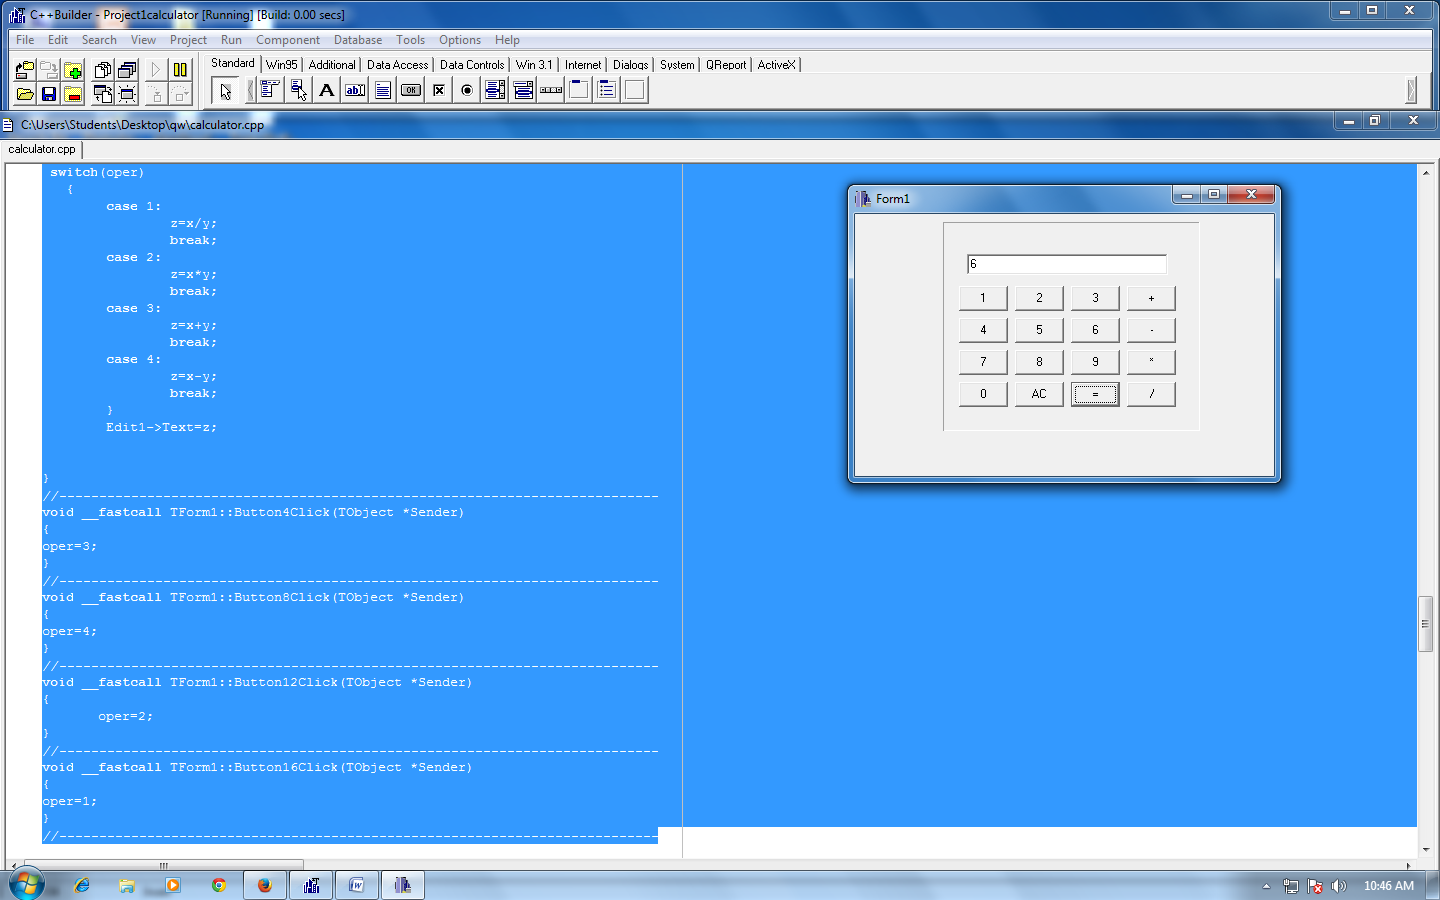 C++Builder - Project1calculator [Running] [Build: 0.00 secs]
File Edit Search View Project Run Component Database Tools Options Help
Standard Win95 Additional Data Access Data Controls Win 3.1 Internet Dialogs System QReport ActiveX
A ab OK
C:\Users\Students\Desktop\qw\calculator.cpp
calculator.cpp
switch(oper)
{
case 1:
z=x/y;
break;
case 2:
z=x*y;
break;
case 3:
z=x+y;
break;
case 4:
z=x-y;
break;
}
Edit1->Text=z;
}
//---------------------------------------------------------------------------
void __fastcall TForm1::Button4Click(TObject *Sender)
{
oper=3;
}
//---------------------------------------------------------------------------
void __fastcall TForm1::Button8Click(TObject *Sender)
{
oper=4;
}
//---------------------------------------------------------------------------
void __fastcall TForm1::Button12Click(TObject *Sender)
{
oper=2;
}
//---------------------------------------------------------------------------
void __fastcall TForm1::Button16Click(TObject *Sender)
{
oper=1;
}
//---------------------------------------------------------------------------
Form1
6
1 2 3 +
4 5 6 -
7 8 9 *
0 AC = /
10:46 AM